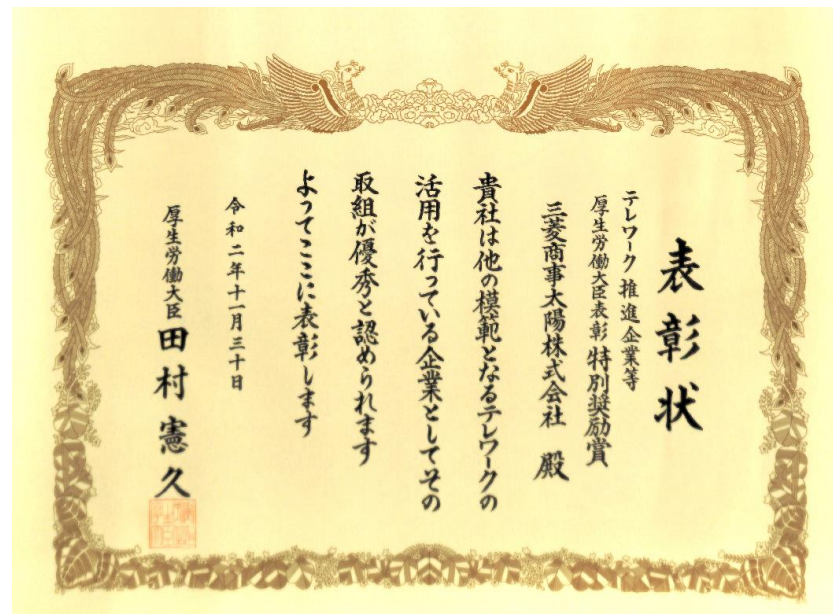 表彰状
テレワーク推進企業等
厚生労働大臣表彰 特別奨励賞
三菱商事太陽株式会社 殿
貴社は他の模範となるテレワークの
活用を行っている企業としてその
取組が優秀と認められます
よってここに表彰します
令和二年十一月三十日
厚生労働大臣 田村憲久